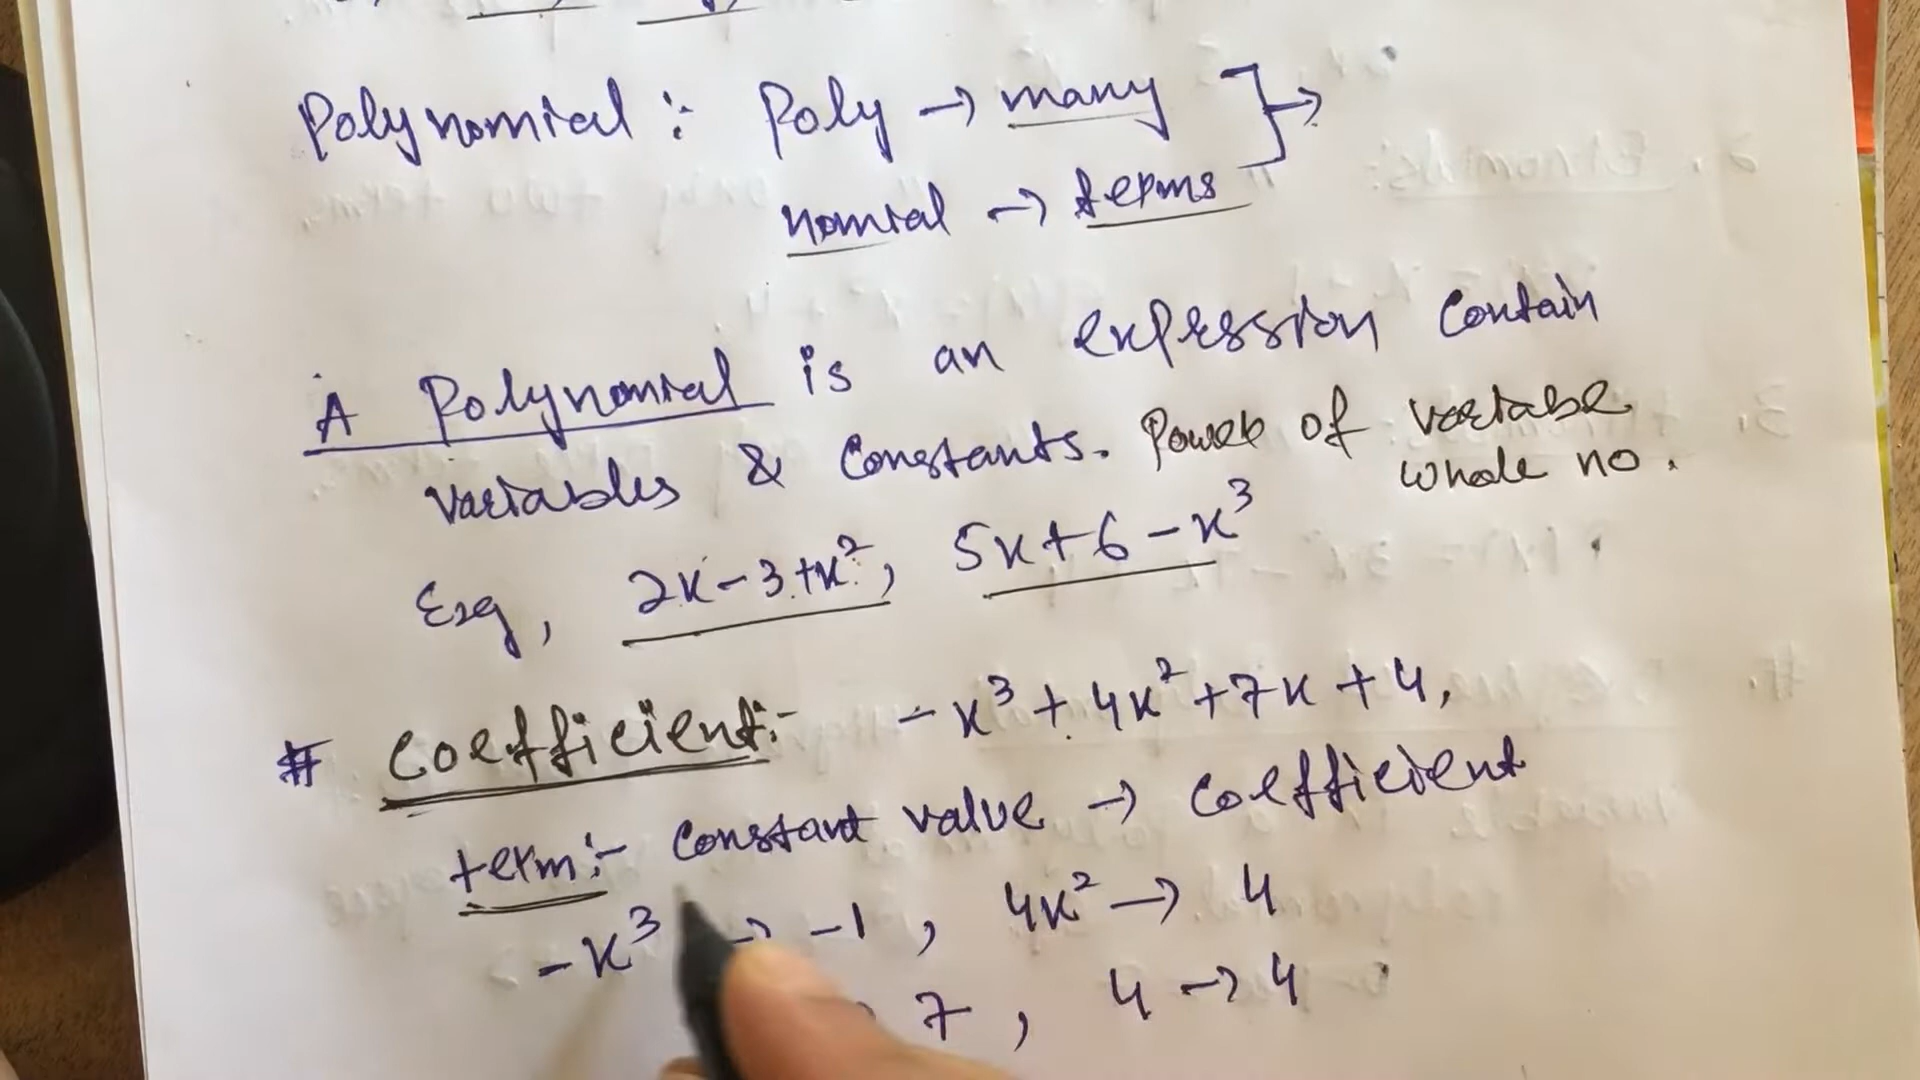 Polynomial :- Poly → many
nomial → terms
A Polynomial is an expression contain
variables & Constants. Power of variable
whole no.
Eg, 2x-3+x², 5x+6-x³
# Coefficient:- -x³+4x²+7x+4,
term:- Constant value → Coefficient
-x³ → -1, 4x² → 4
7, 4 → 4